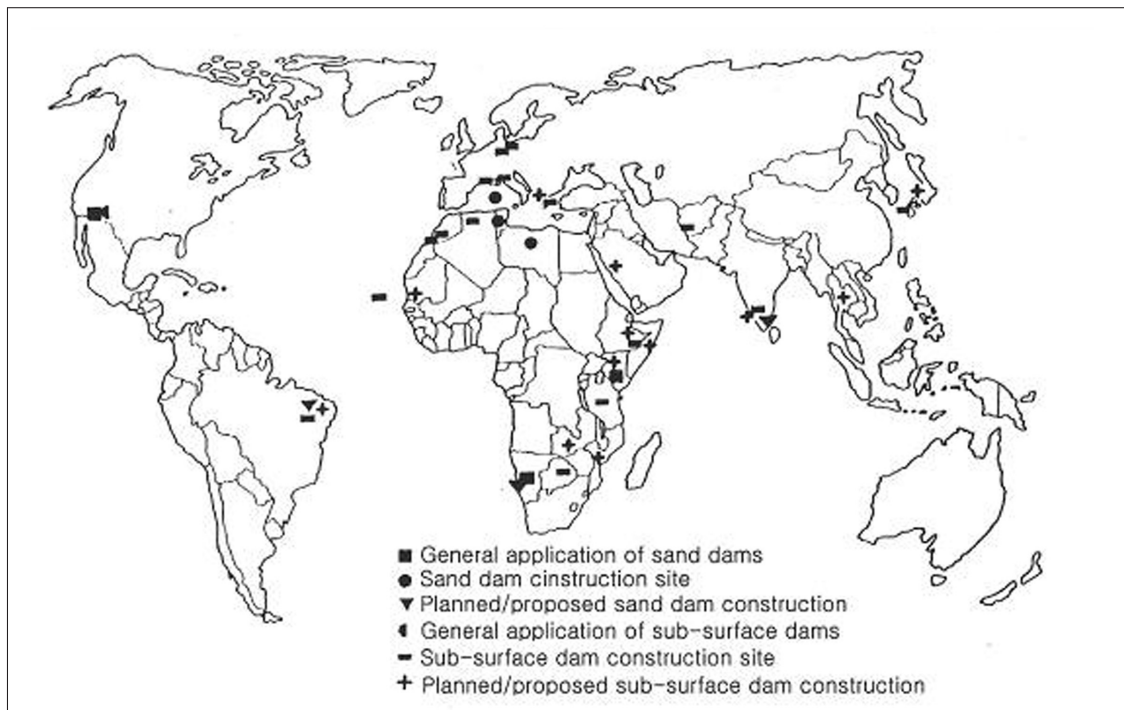 General application of sand dams
Sand dam cinstruction site
Planned/proposed sand dam construction
General application of sub-surface dams
Sub-surface dam construction site
Planned/proposed sub-surface dam construction